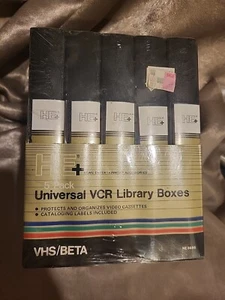 HE+
HE+
HE+
HE+
HE+
HE+
Universal VCR Library Boxes
• PROTECTS AND ORGANIZES VIDEO CASSETTES
• CATALOGING LABELS INCLUDED
VHS/BETA